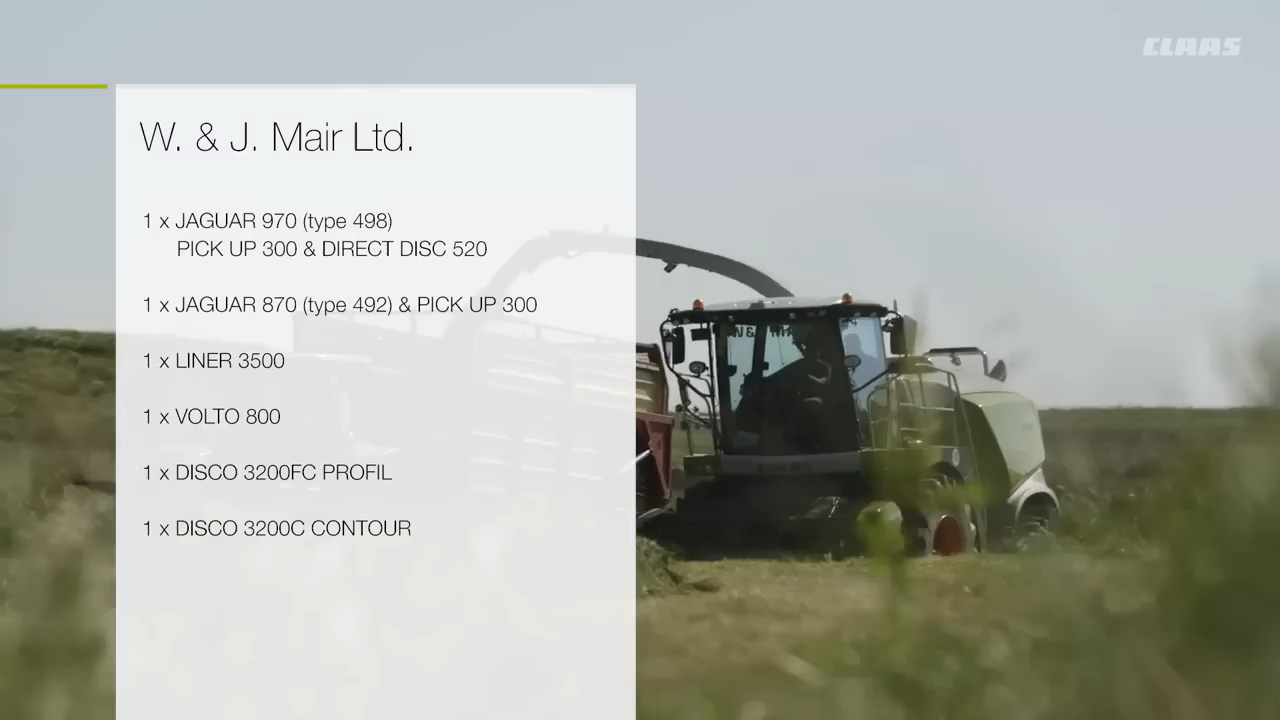 CLAAS
W. & J. Mair Ltd.
1 x JAGUAR 970 (type 498)
PICK UP 300 & DIRECT DISC 520
1 x JAGUAR 870 (type 492) & PICK UP 300
1 x LINER 3500
1 x VOLTO 800
1 x DISCO 3200FC PROFIL
1 x DISCO 3200C CONTOUR